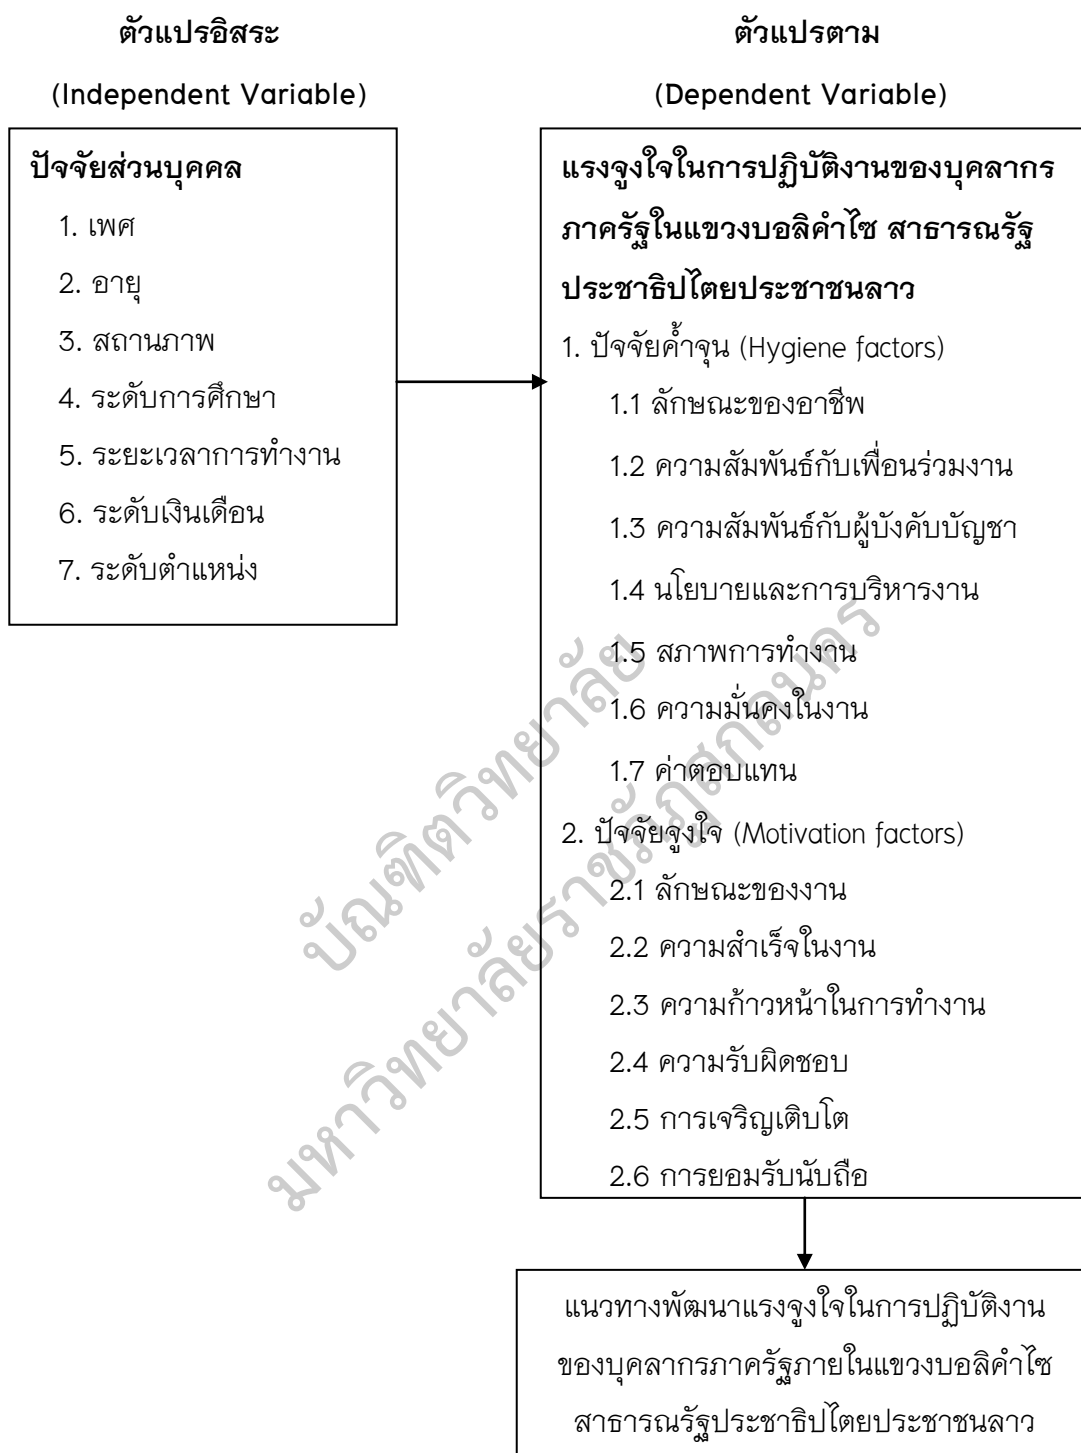 ตัวแปรอิสระ
(Independent Variable)
ปัจจัยส่วนบุคคล
1. เพศ
2. อายุ
3. สถานภาพ
4. ระดับการศึกษา
5. ระยะเวลาการทำงาน
6. ระดับเงินเดือน
7. ระดับตำแหน่ง
ตัวแปรตาม
(Dependent Variable)
แรงจูงใจในการปฏิบัติงานของบุคลากร
ภาครัฐในแขวงบอลิคำไซ สาธารณรัฐ
ประชาธิปไตยประชาชนลาว
1. ปัจจัยค้ำจุน (Hygiene factors)
1.1 ลักษณะของอาชีพ
1.2 ความสัมพันธ์กับเพื่อนร่วมงาน
1.3 ความสัมพันธ์กับผู้บังคับบัญชา
1.4 นโยบายและการบริหารงาน
1.5 สภาพการทำงาน
1.6 ความมั่นคงในงาน
1.7 ค่าตอบแทน
2. ปัจจัยจูงใจ (Motivation factors)
2.1 ลักษณะของงาน
2.2 ความสำเร็จในงาน
2.3 ความก้าวหน้าในการทำงาน
2.4 ความรับผิดชอบ
2.5 การเจริญเติบโต
2.6 การยอมรับนับถือ
แนวทางพัฒนาแรงจูงใจในการปฏิบัติงาน
ของบุคลากรภาครัฐภายในแขวงบอลิคำไซ
สาธารณรัฐประชาธิปไตยประชาชนลาว
บัณฑิตวิทยาลัย
มหาวิทยาลัยราชภัฏสกลนคร